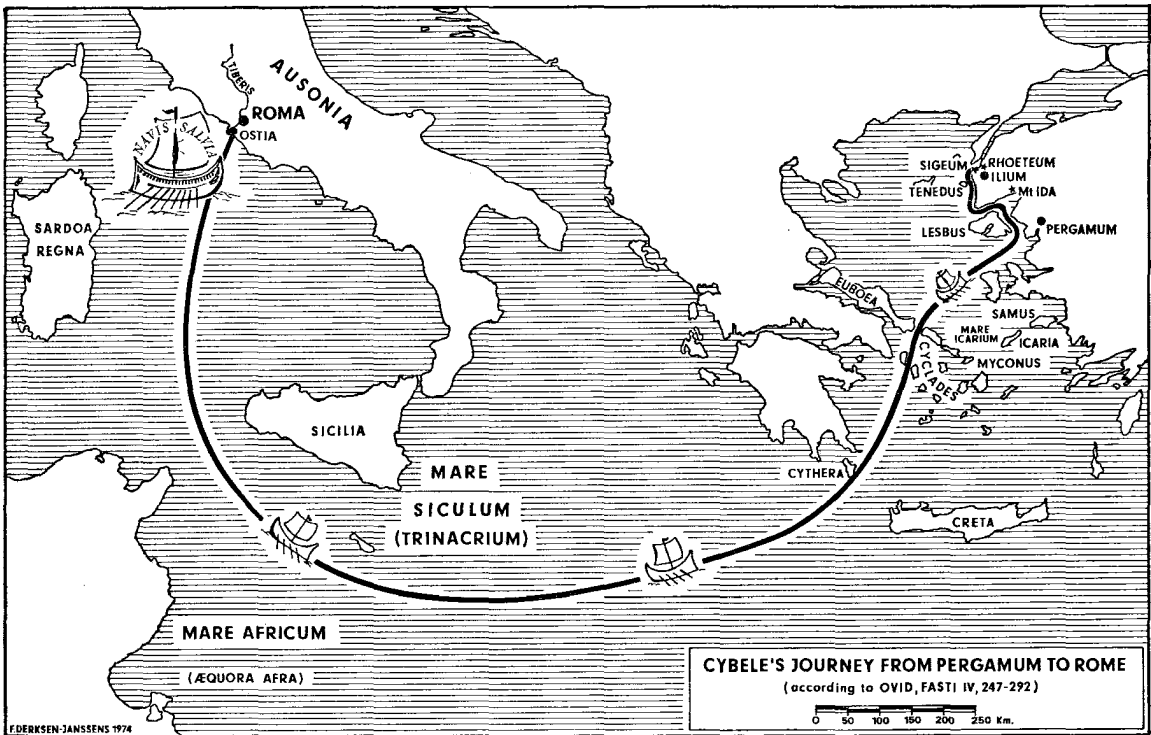 TIBERIS
AUSONIA
ROMA
OSTIA
NAVIS SALVIA
SARDOA
REGNA
SIGEÛM
RHOETEUM
ILIUM
TENEDUS
Mt IDA
LESBUS
PERGAMUM
EUBOEA
SAMUS
MARE
ICARIUM
ICARIA
MYCONUS
CYCLADES
SICILIA
MARE
SICULUM
(TRINACRIUM)
CYTHERA
CRETA
MARE AFRICUM
(ÆQUORA AFRA)
CYBELE'S JOURNEY FROM PERGAMUM TO ROME
(according to OVID, FASTI IV, 247-292)
0 50 100 150 200 250 Km.
F.DERKSEN-JANSSENS 1974